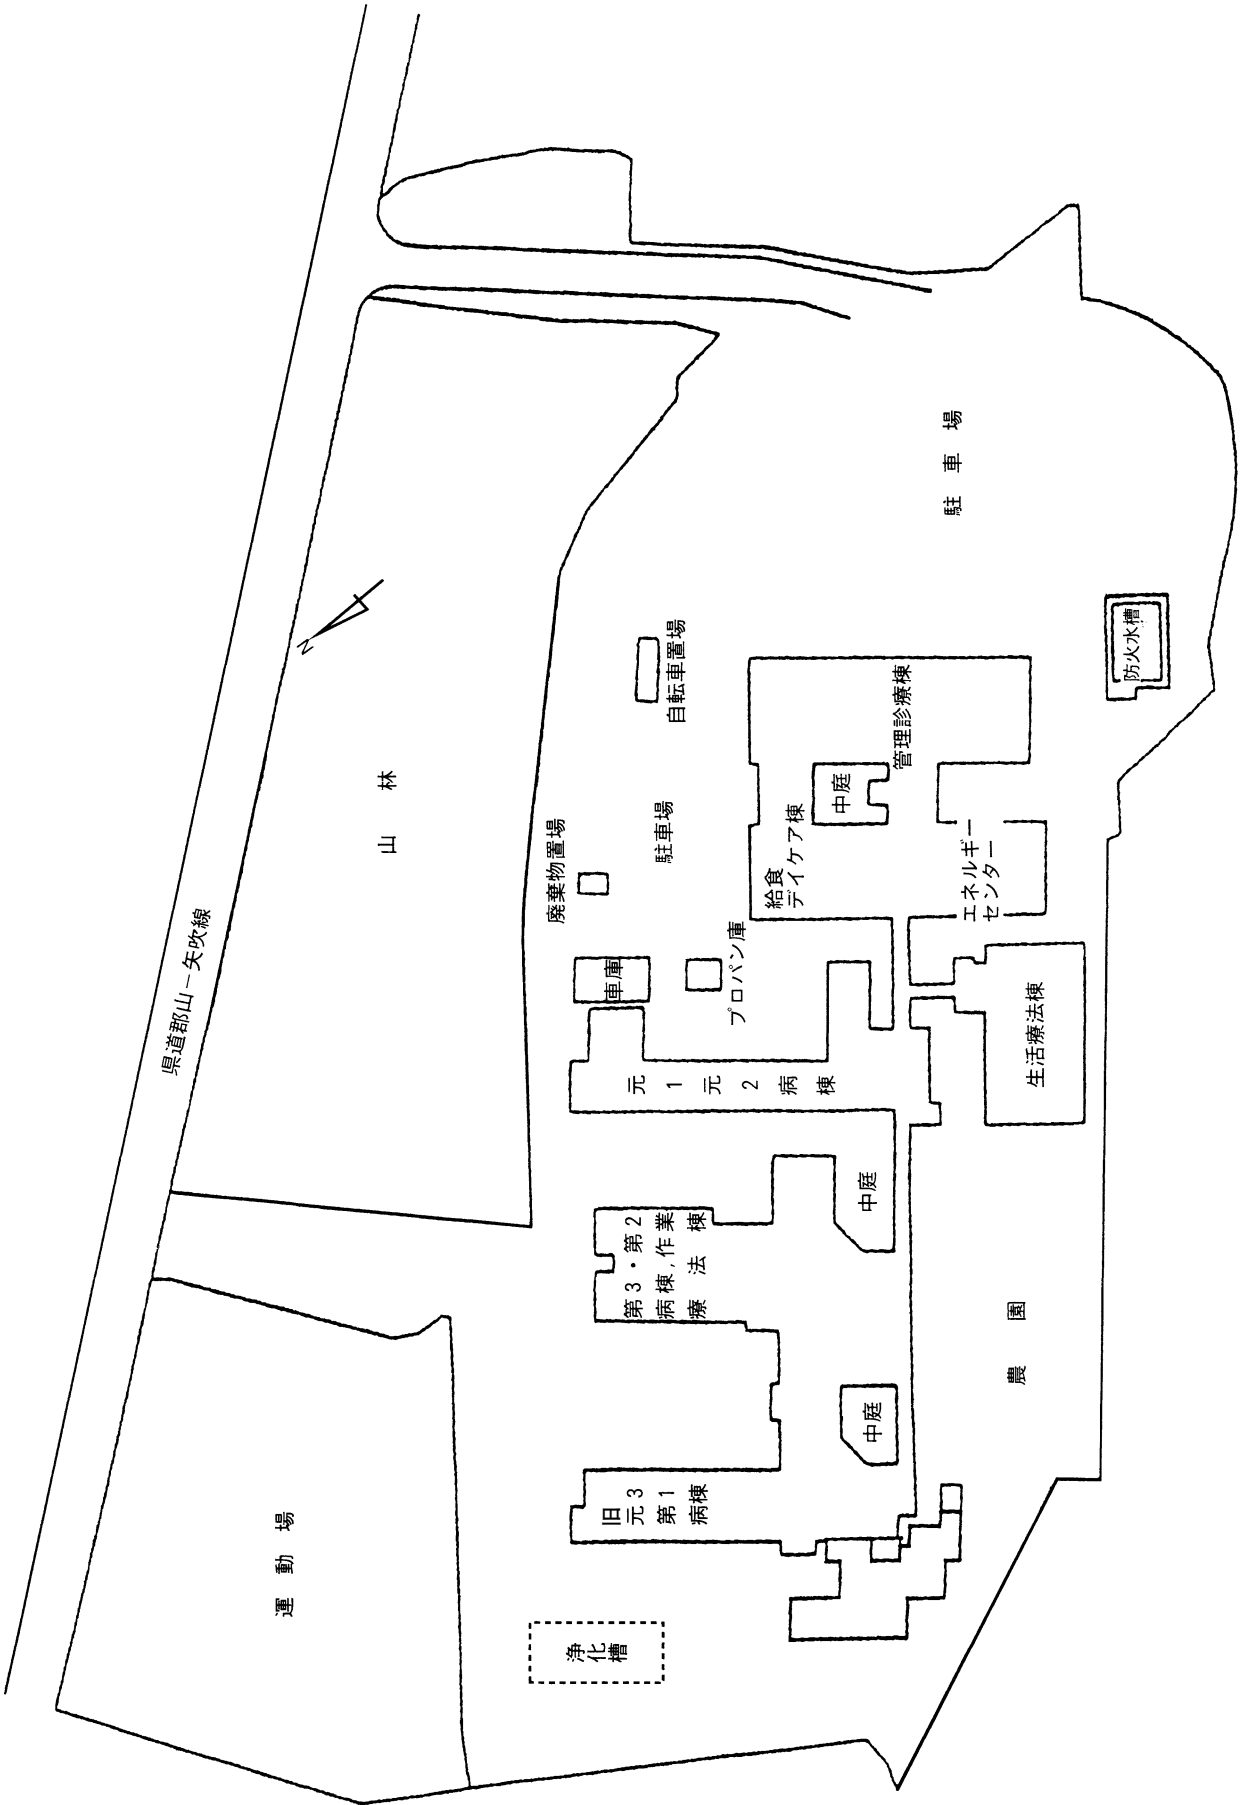 県道郡山－矢吹線
N
山林
駐車場
防火水槽
自転車置場
管理診療棟
中庭
駐車場
廃棄物置場
給食
デイケア棟
エネルギー
センター
車庫
プロパン庫
生活療法棟
元1元2病棟
中庭
第3・第2
病棟,作業
療法棟
農園
中庭
旧
元3
第1
病棟
運動場
浄
化
槽